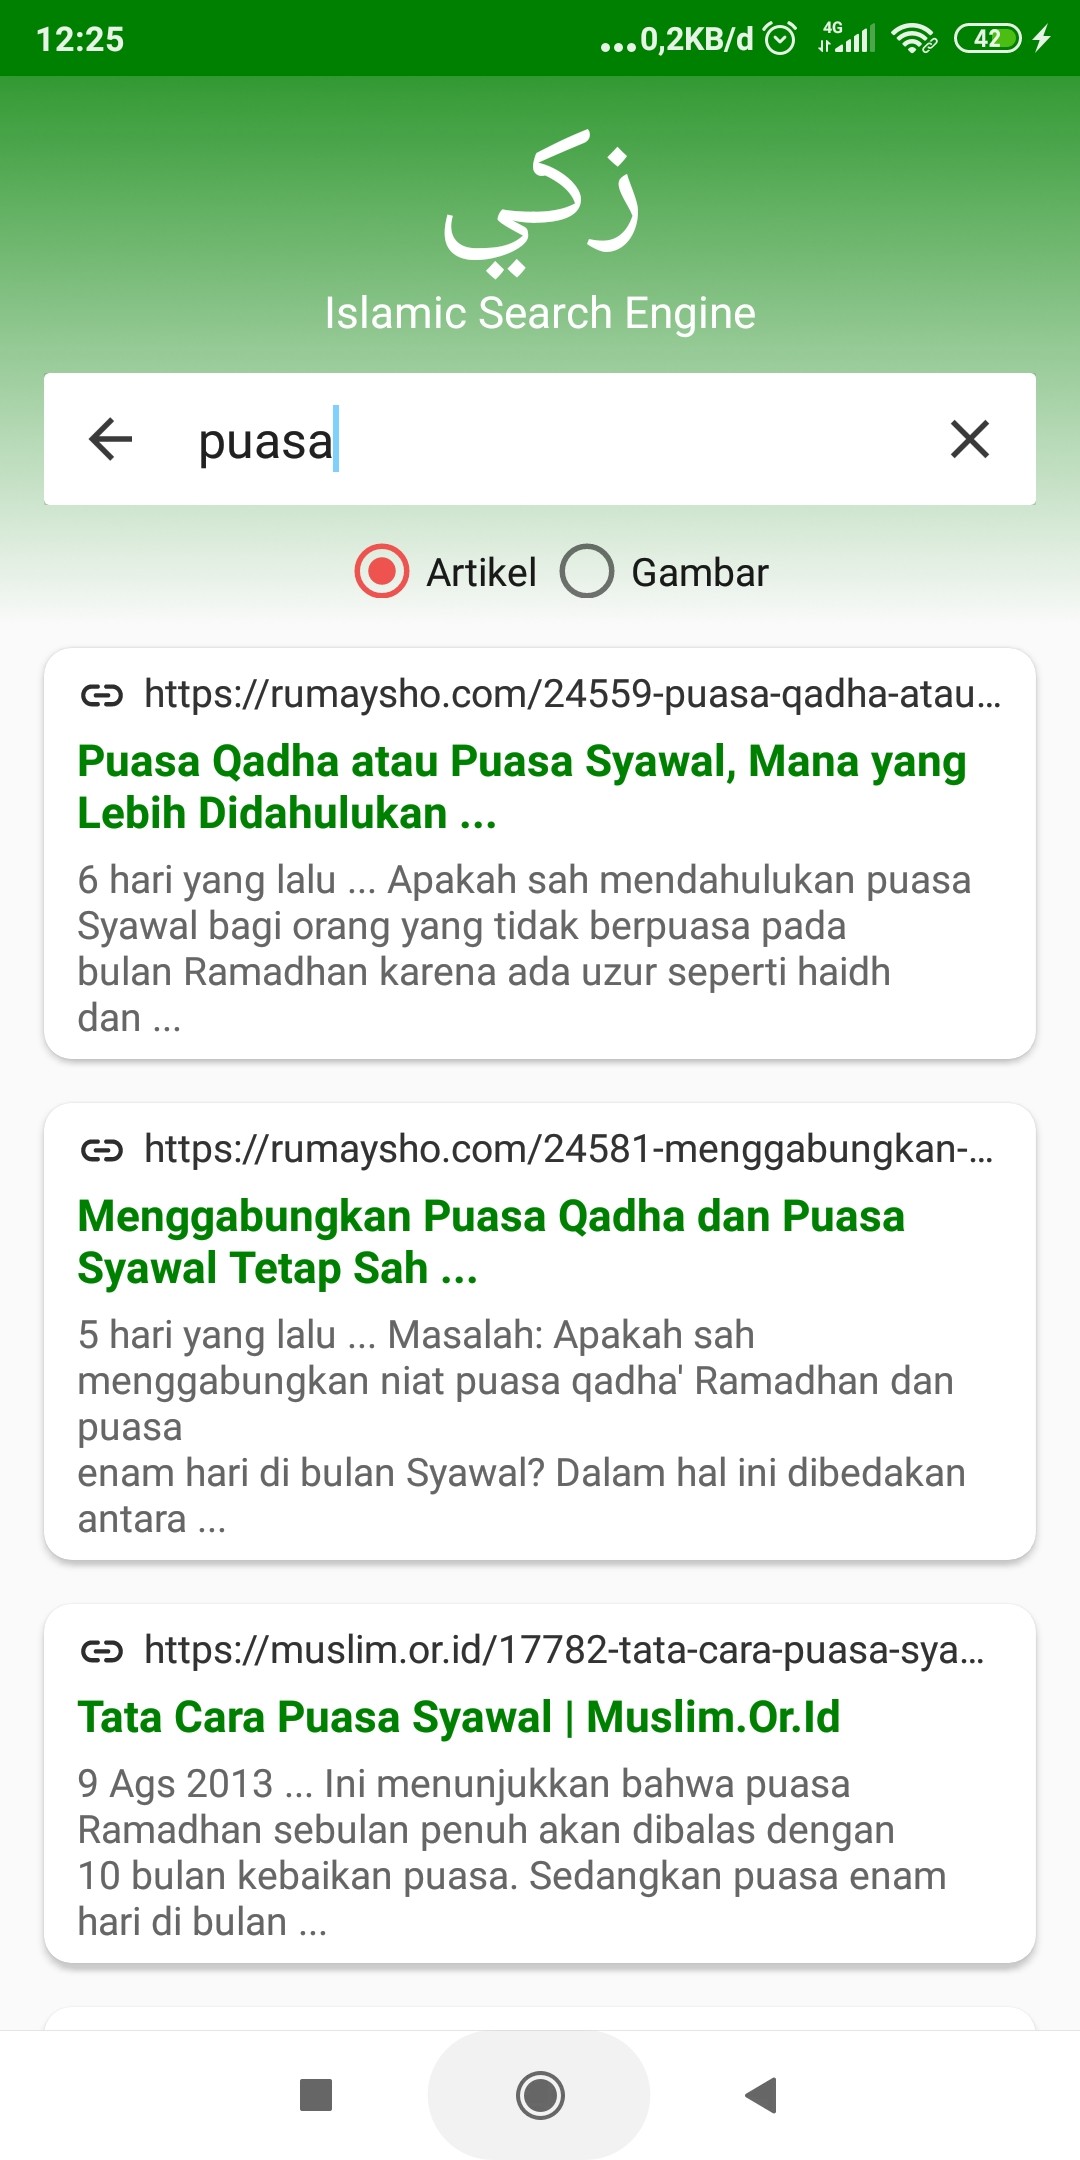 12:25
...0,2KB/d 4G 42
زكي
Islamic Search Engine
puasa
Artikel Gambar
https://rumaysho.com/24559-puasa-qadha-atau...
Puasa Qadha atau Puasa Syawal, Mana yang
Lebih Didahulukan ...
6 hari yang lalu ... Apakah sah mendahulukan puasa
Syawal bagi orang yang tidak berpuasa pada
bulan Ramadhan karena ada uzur seperti haidh
dan ...
https://rumaysho.com/24581-menggabungkan-...
Menggabungkan Puasa Qadha dan Puasa
Syawal Tetap Sah ...
5 hari yang lalu ... Masalah: Apakah sah
menggabungkan niat puasa qadha' Ramadhan dan
puasa
enam hari di bulan Syawal? Dalam hal ini dibedakan
antara ...
https://muslim.or.id/17782-tata-cara-puasa-sya...
Tata Cara Puasa Syawal | Muslim.Or.Id
9 Ags 2013 ... Ini menunjukkan bahwa puasa
Ramadhan sebulan penuh akan dibalas dengan
10 bulan kebaikan puasa. Sedangkan puasa enam
hari di bulan ...